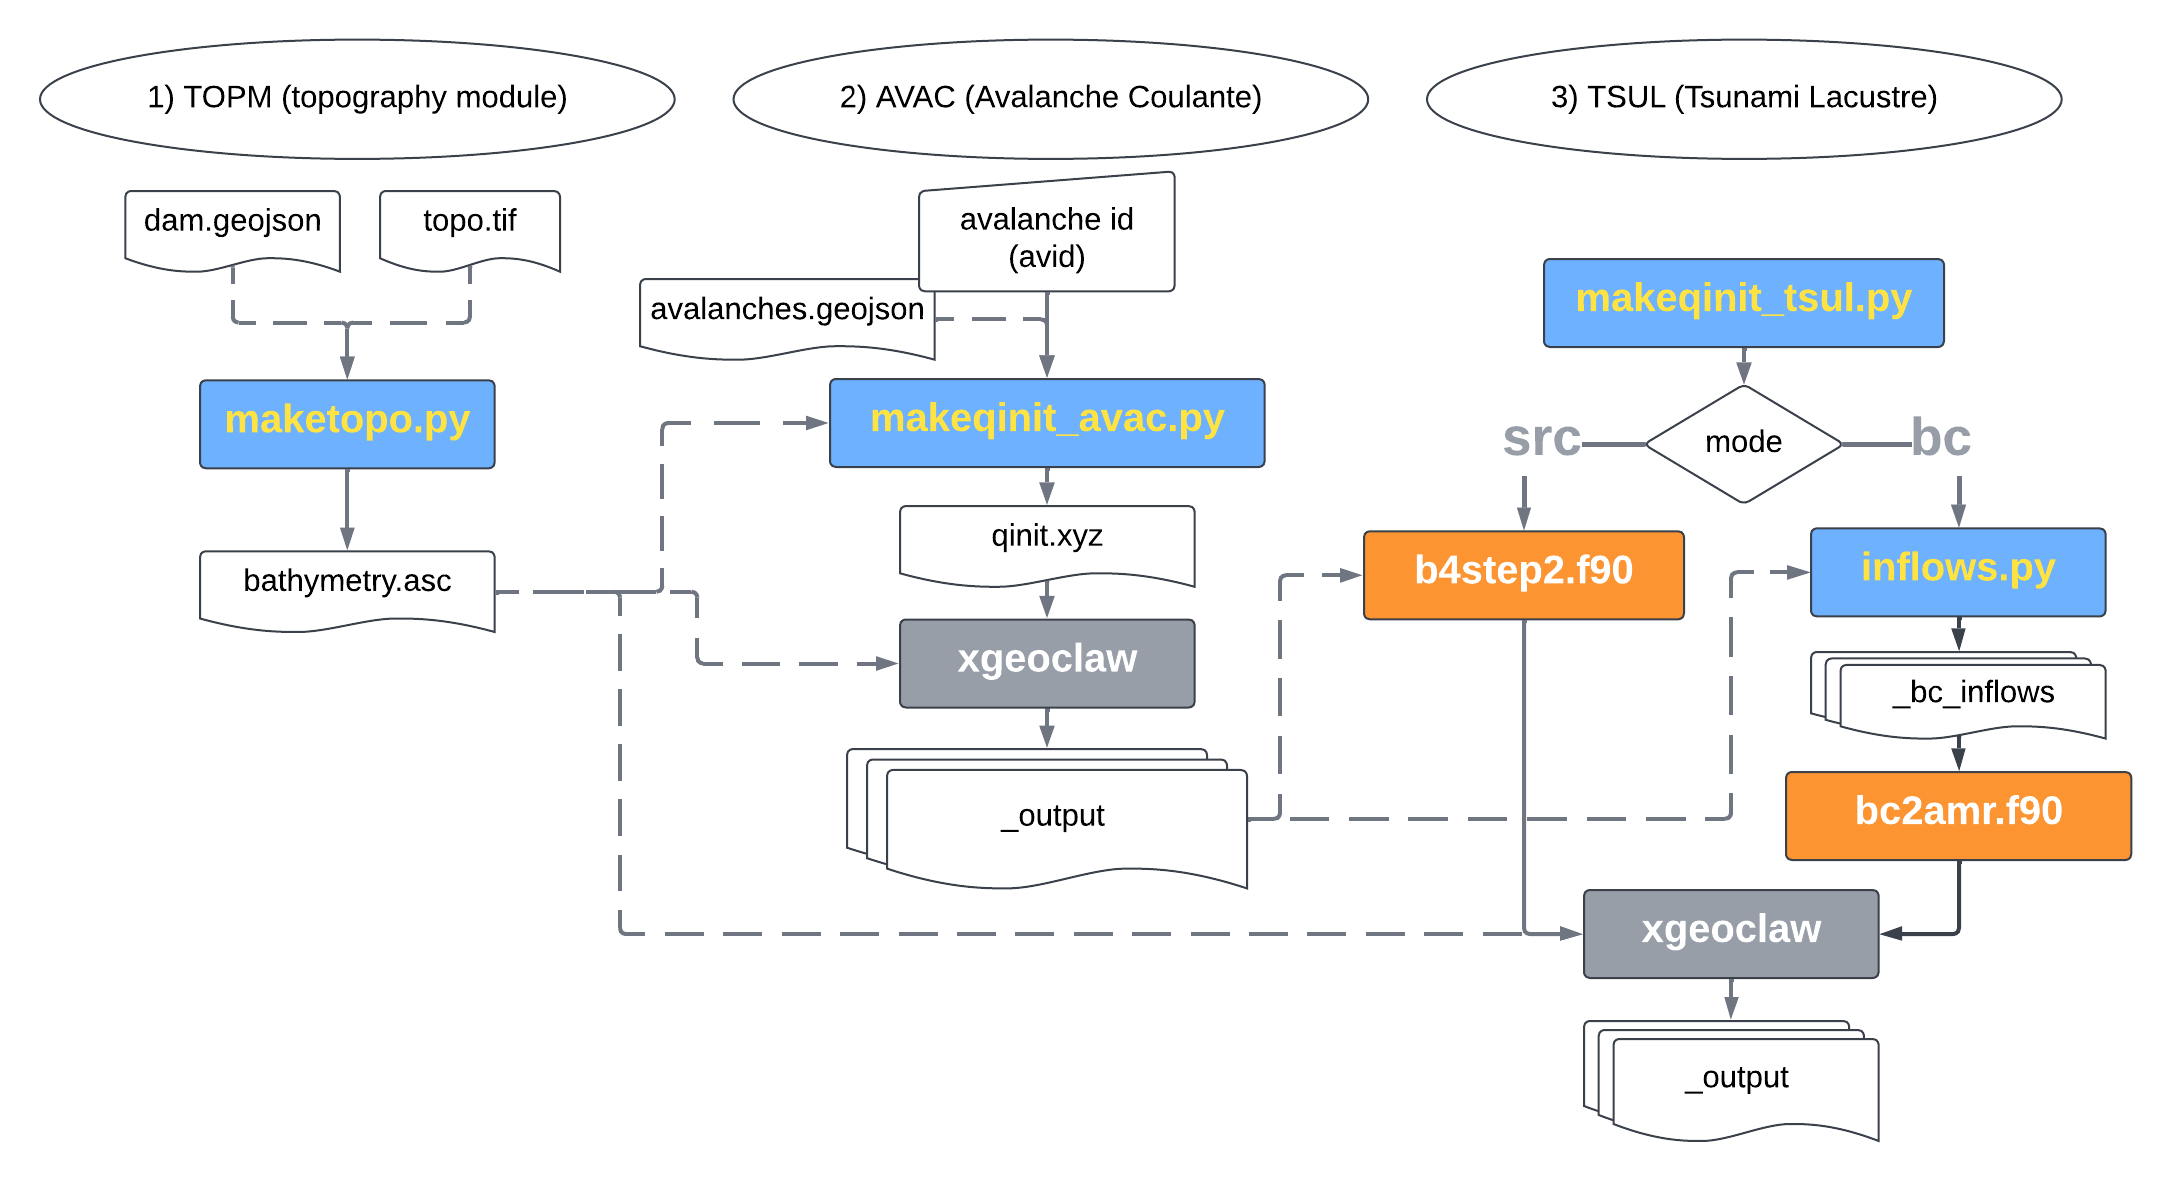 1) TOPM (topography module)
2) AVAC (Avalanche Coulante)
3) TSUL (Tsunami Lacustre)
dam.geojson
topo.tif
maketopo.py
bathymetry.asc
avalanche id
(avid)
avalanches.geojson
makeqinit_avac.py
qinit.xyz
xgeoclaw
_output
makeqinit_tsul.py
mode
src
bc
b4step2.f90
inflows.py
_bc_inflows
bc2amr.f90
xgeoclaw
_output